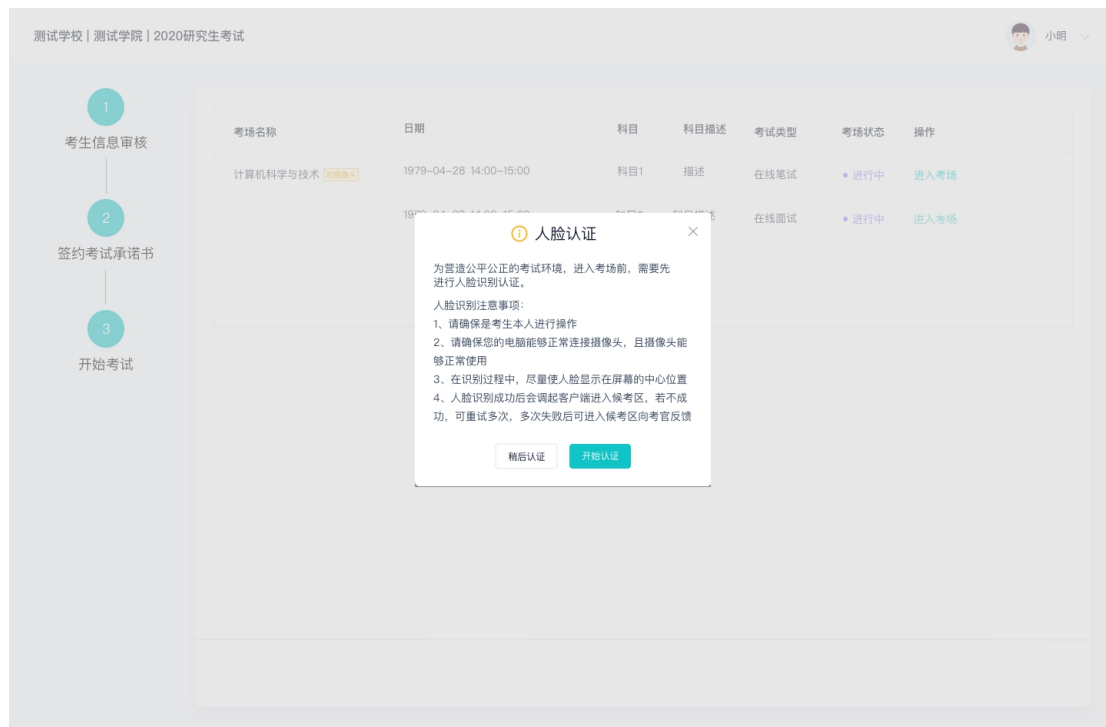 测试学校 | 测试学院 | 2020研究生考试
小明
1
考生信息审核
2
签约考试承诺书
3
开始考试
考场名称 日期 科目 科目描述 考试类型 考场状态 操作
计算机科学与技术 双摄像头 1979-04-28 14:00-15:00 科目1 描述 在线笔试 进行中 进入考场
在线面试 进行中 进入考场
人脸认证
为营造公平公正的考试环境，进入考场前，需要先
进行人脸识别认证。
人脸识别注意事项：
1、请确保是考生本人进行操作
2、请确保您的电脑能够正常连接摄像头，且摄像头能
够正常使用
3、在识别过程中，尽量使人脸显示在屏幕的中心位置
4、人脸识别成功后会调起客户端进入候考区，若不成
功，可重试多次，多次失败后可进入候考区向考官反馈
稍后认证 开始认证